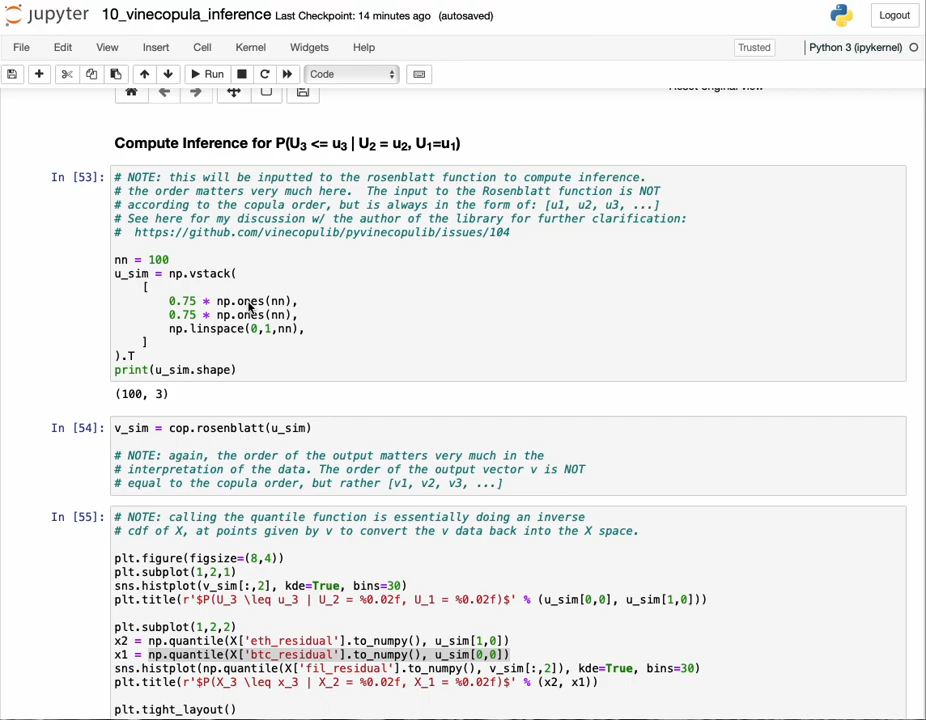 jupyter 10_vinecopula_inference Last Checkpoint: 14 minutes ago (autosaved)
Logout
File Edit View Insert Cell Kernel Widgets Help
Trusted Python 3 (ipykernel)
Run Code
Reset original view
Compute Inference for P(U3 <= u3 | U2 = u2, U1=u1)
In [53]: # NOTE: this will be inputted to the rosenblatt function to compute inference.
# the order matters very much here.  The input to the Rosenblatt function is NOT
# according to the copula order, but is always in the form of: [u1, u2, u3, ...]
# See here for my discussion w/ the author of the library for further clarification:
#  https://github.com/vinecopulib/pyvinecopulib/issues/104
nn = 100
u_sim = np.vstack(
    [
        0.75 * np.ones(nn),
        0.75 * np.ones(nn),
        np.linspace(0,1,nn),
    ]
).T
print(u_sim.shape)
(100, 3)
In [54]: v_sim = cop.rosenblatt(u_sim)
# NOTE: again, the order of the output matters very much in the
# interpretation of the data. The order of the output vector v is NOT
# equal to the copula order, but rather [v1, v2, v3, ...]
In [55]: # NOTE: calling the quantile function is essentially doing an inverse
# cdf of X, at points given by v to convert the v data back into the X space.
plt.figure(figsize=(8,4))
plt.subplot(1,2,1)
sns.histplot(v_sim[:,2], kde=True, bins=30)
plt.title(r'$P(U_3 \leq u_3 | U_2 = %0.02f, U_1 = %0.02f)$' % (u_sim[0,0], u_sim[1,0]))
plt.subplot(1,2,2)
x2 = np.quantile(X['eth_residual'].to_numpy(), u_sim[1,0])
x1 = np.quantile(X['btc_residual'].to_numpy(), u_sim[0,0])
sns.histplot(np.quantile(X['fil_residual'].to_numpy(), v_sim[:,2]), kde=True, bins=30)
plt.title(r'$P(X_3 \leq x_3 | X_2 = %0.02f, X_1 = %0.02f)$' % (x2, x1))
plt.tight_layout()